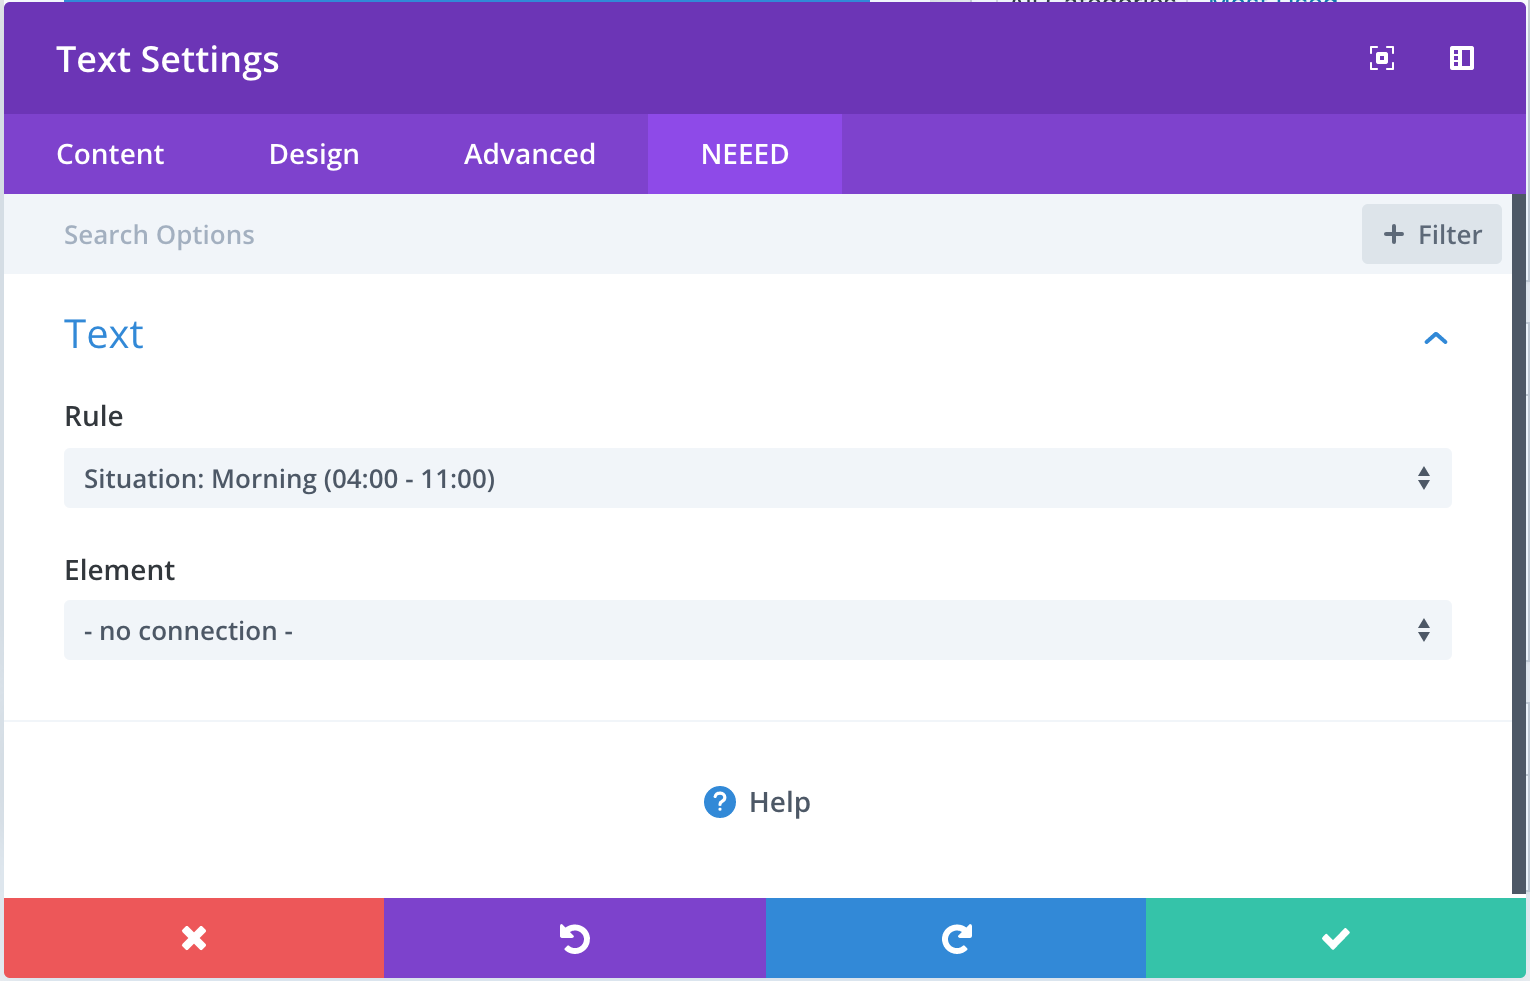 Text Settings
Content Design Advanced NEEED
Search Options
Filter
Text
Rule
Situation: Morning (04:00 - 11:00)
Element
- no connection -
Help